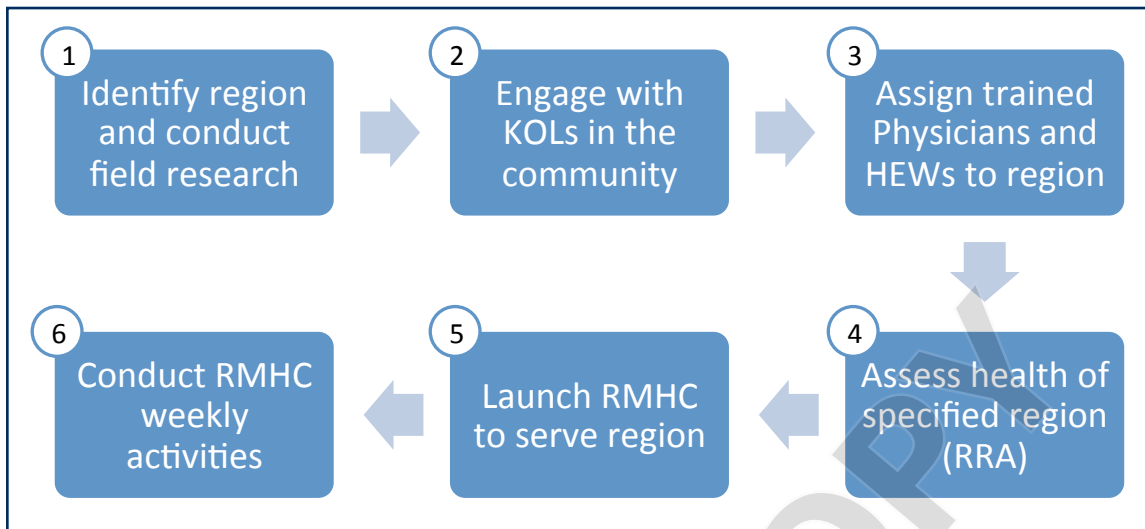 1
Identify region
and conduct
field research
2
Engage with
KOLs in the
community
3
Assign trained
Physicians and
HEWs to region
4
Assess health of
specified region
(RRA)
5
Launch RMHC
to serve region
6
Conduct RMHC
weekly
activities